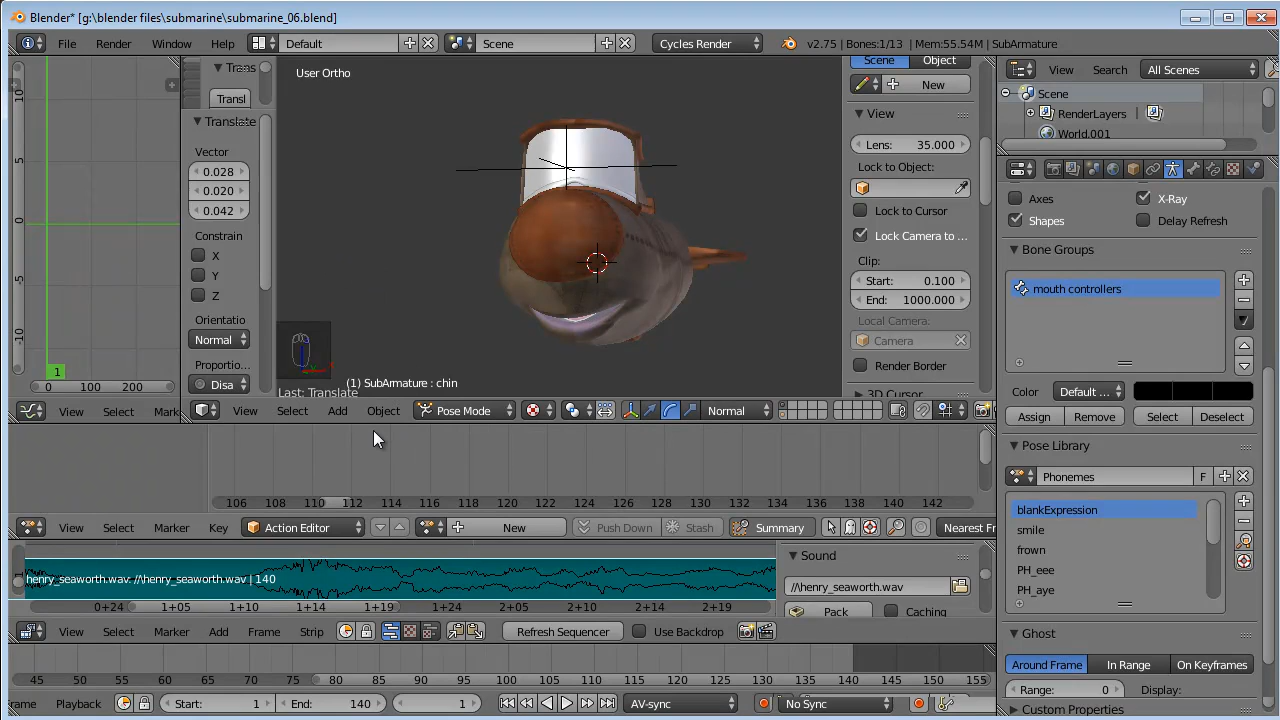 Blender* [g:\blender files\submarine\submarine_06.blend]
File Render Window Help Default Scene Cycles Render v2.75 | Bones:1/13 | Mem:55.54M | SubArmature
10
5
0
-5
-10
1
0 100 200
View Select Mark
Trans
Transl
Translate
Vector
0.028
0.020
0.042
Constrain
X
Y
Z
Orientatio
Normal
Proportio...
Disa
User Ortho
(1) SubArmature : chin
Last: Translate
View Select Add Object Pose Mode Normal
Scene Object
New
View
Lens: 35.000
Lock to Object:
Lock to Cursor
Lock Camera to ...
Clip:
Start: 0.100
End: 1000.000
Local Camera:
Camera
Render Border
3D Cursor
View Search All Scenes
Scene
RenderLayers
World.001
Axes X-Ray
Shapes Delay Refresh
Bone Groups
mouth controllers
Color Default ...
Assign Remove Select Deselect
Pose Library
Phonemes F
blankExpression
smile
frown
PH_eee
PH_aye
Ghost
Around Frame In Range On Keyframes
Range: 0 Display:
Custom Properties
106 108 110 112 114 116 118 120 122 124 126 128 130 132 134 136 138 140 142
View Select Marker Key Action Editor New Push Down Stash Summary Nearest Fr
henry_seaworth.wav: //henry_seaworth.wav | 140
0+24 1+05 1+10 1+14 1+19 1+24 2+05 2+10 2+14 2+19
Sound
//henry_seaworth.wav
Pack Caching
View Select Marker Add Frame Strip Refresh Sequencer Use Backdrop
45 50 55 60 65 70 75 80 85 90 95 100 105 110 115 120 125 130 135 140 145 150 155
rame Playback Start: 1 End: 140 1 AV-sync No Sync